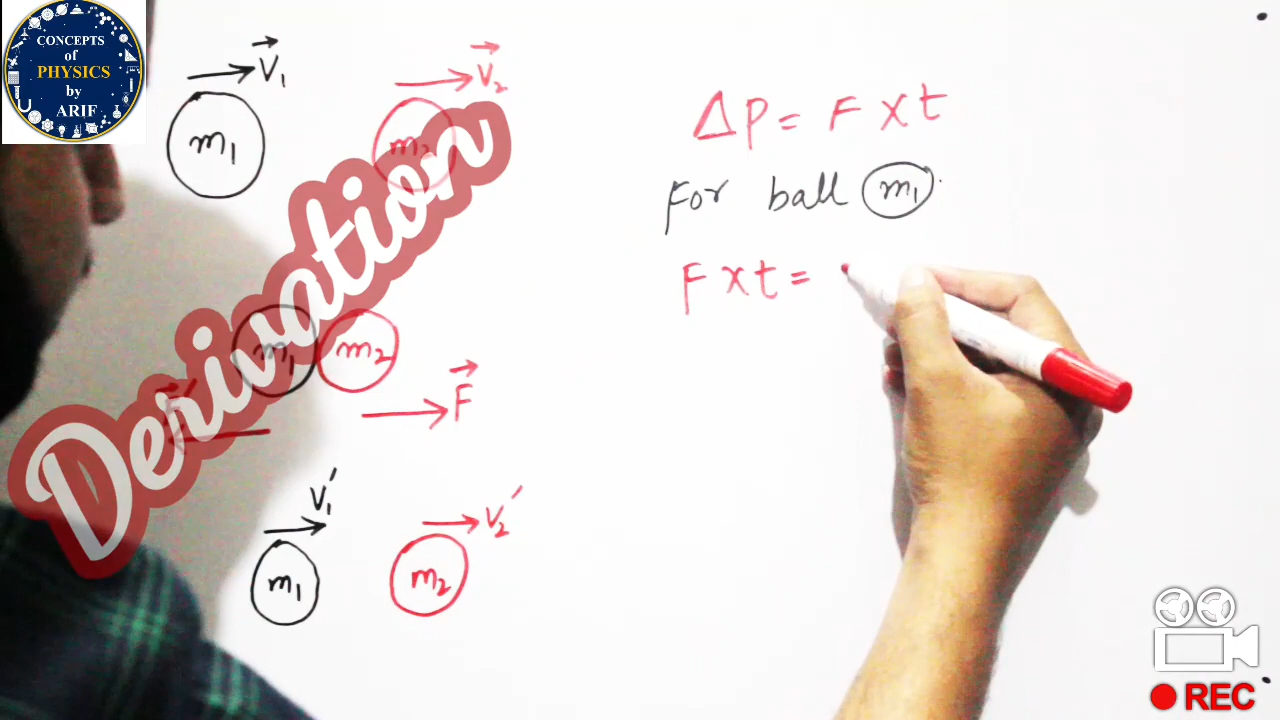 CONCEPTS
of
PHYSICS
by
ARIF
V₁
V₂
m₁
m₂
Derivation
m₁ m₂
F
V₁′
V₂′
m₁
m₂
ΔP = F x t
For ball m₁
F x t =
REC